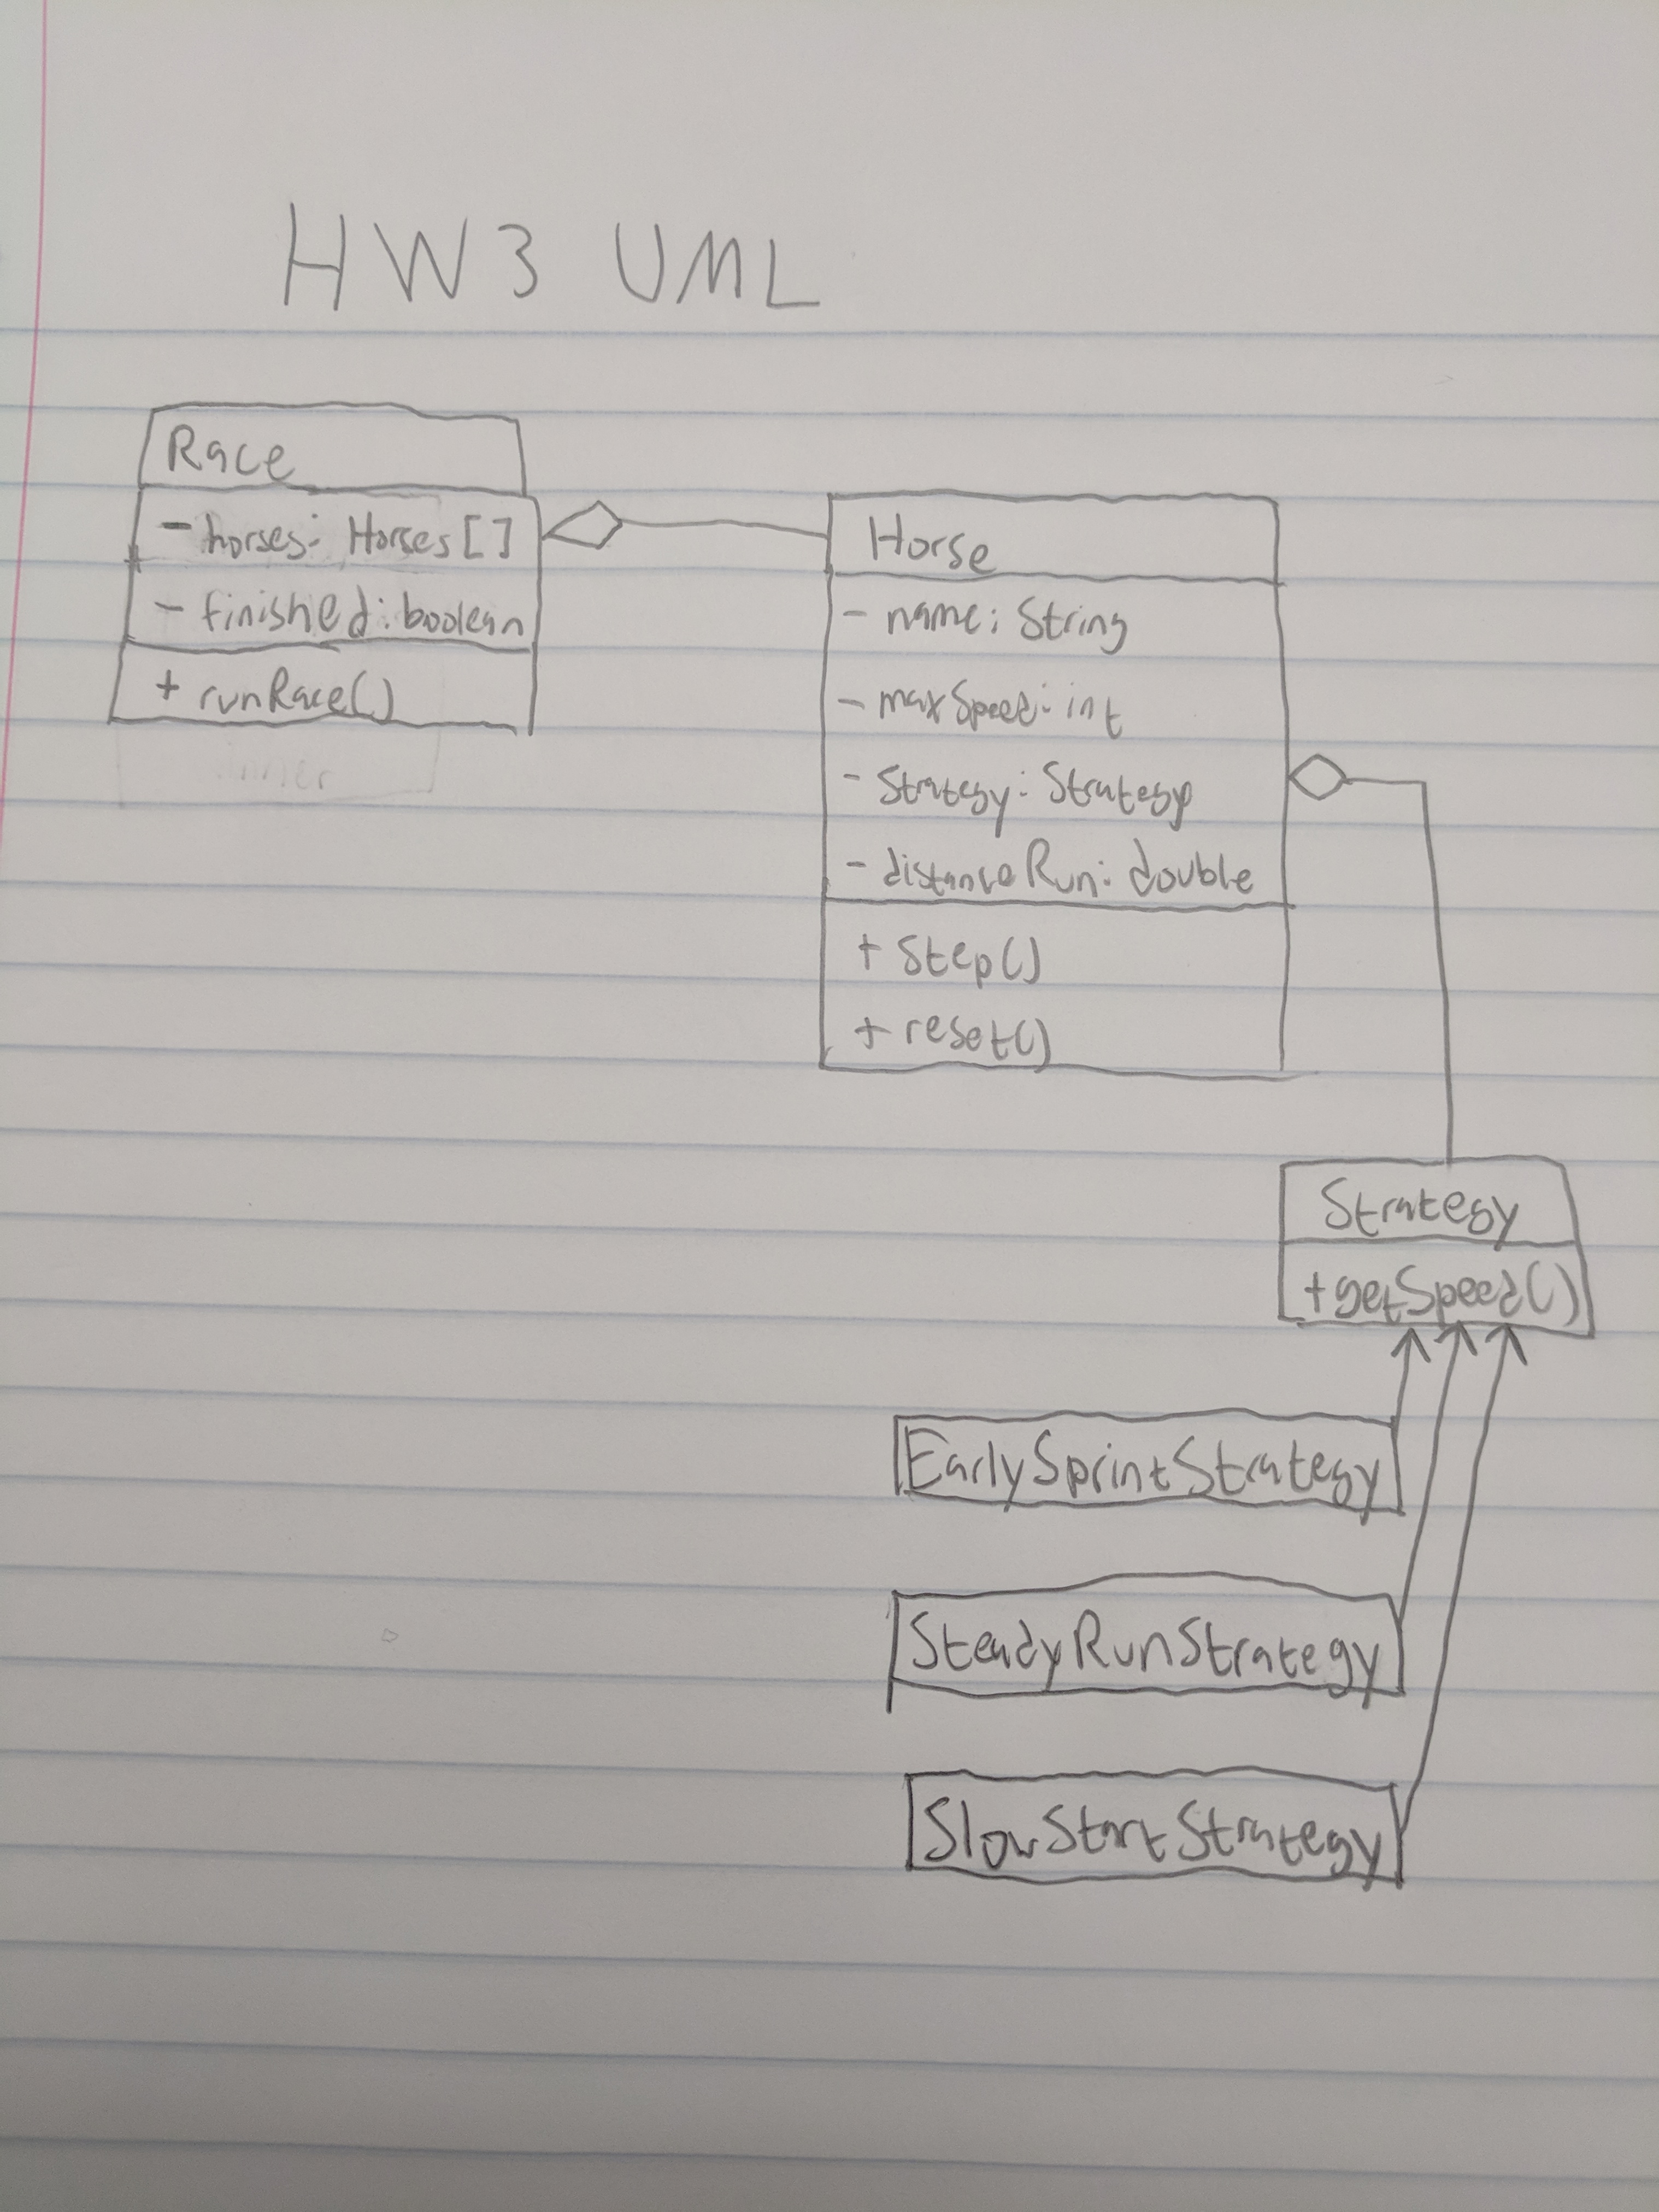 HW3 UML
Race
- horses: Horses[]
- finished: boolean
+ runRace()
Horse
- name: String
- maxSpeed: int
- Strategy: Strategy
- distanceRun: double
+ Step()
+ reset()
Strategy
+ getSpeed()
EarlySprintStrategy
SteadyRunStrategy
SlowStartStrategy